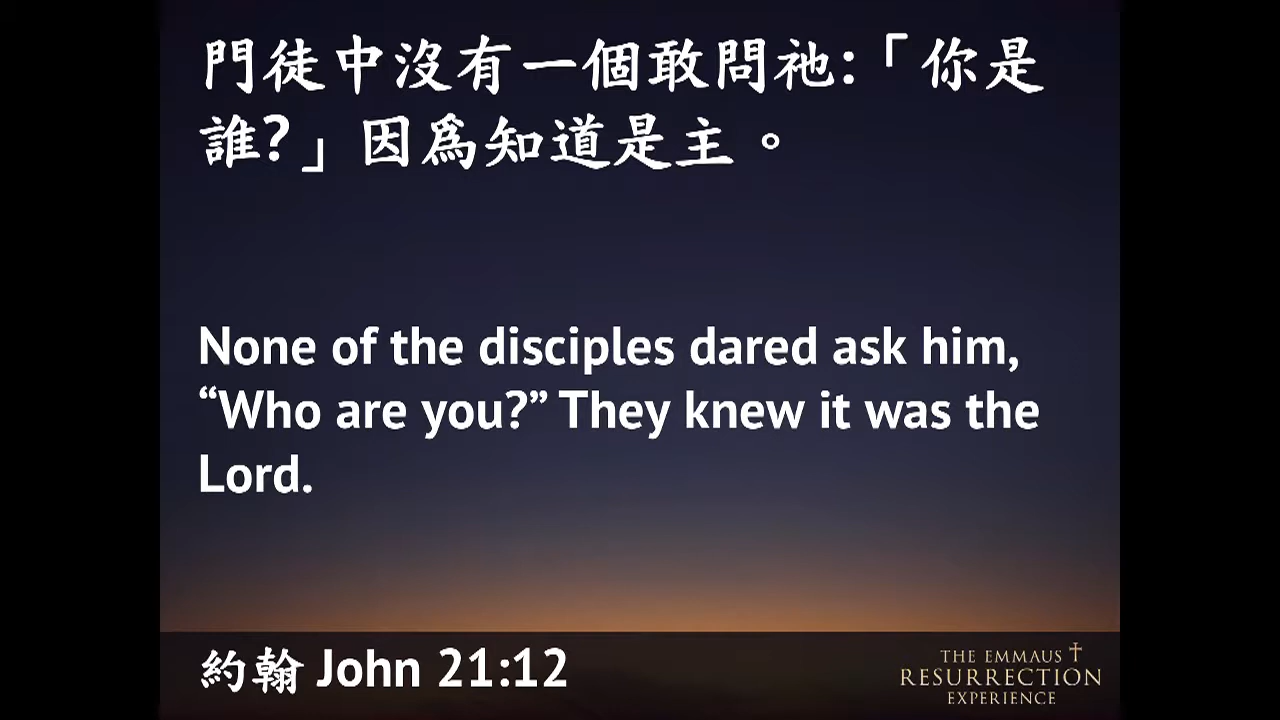 門徒中沒有一個敢問祂:「你是
誰?」因爲知道是主。
None of the disciples dared ask him,
“Who are you?” They knew it was the
Lord.
約翰 John 21:12
THE EMMAUS
RESURRECTION
EXPERIENCE